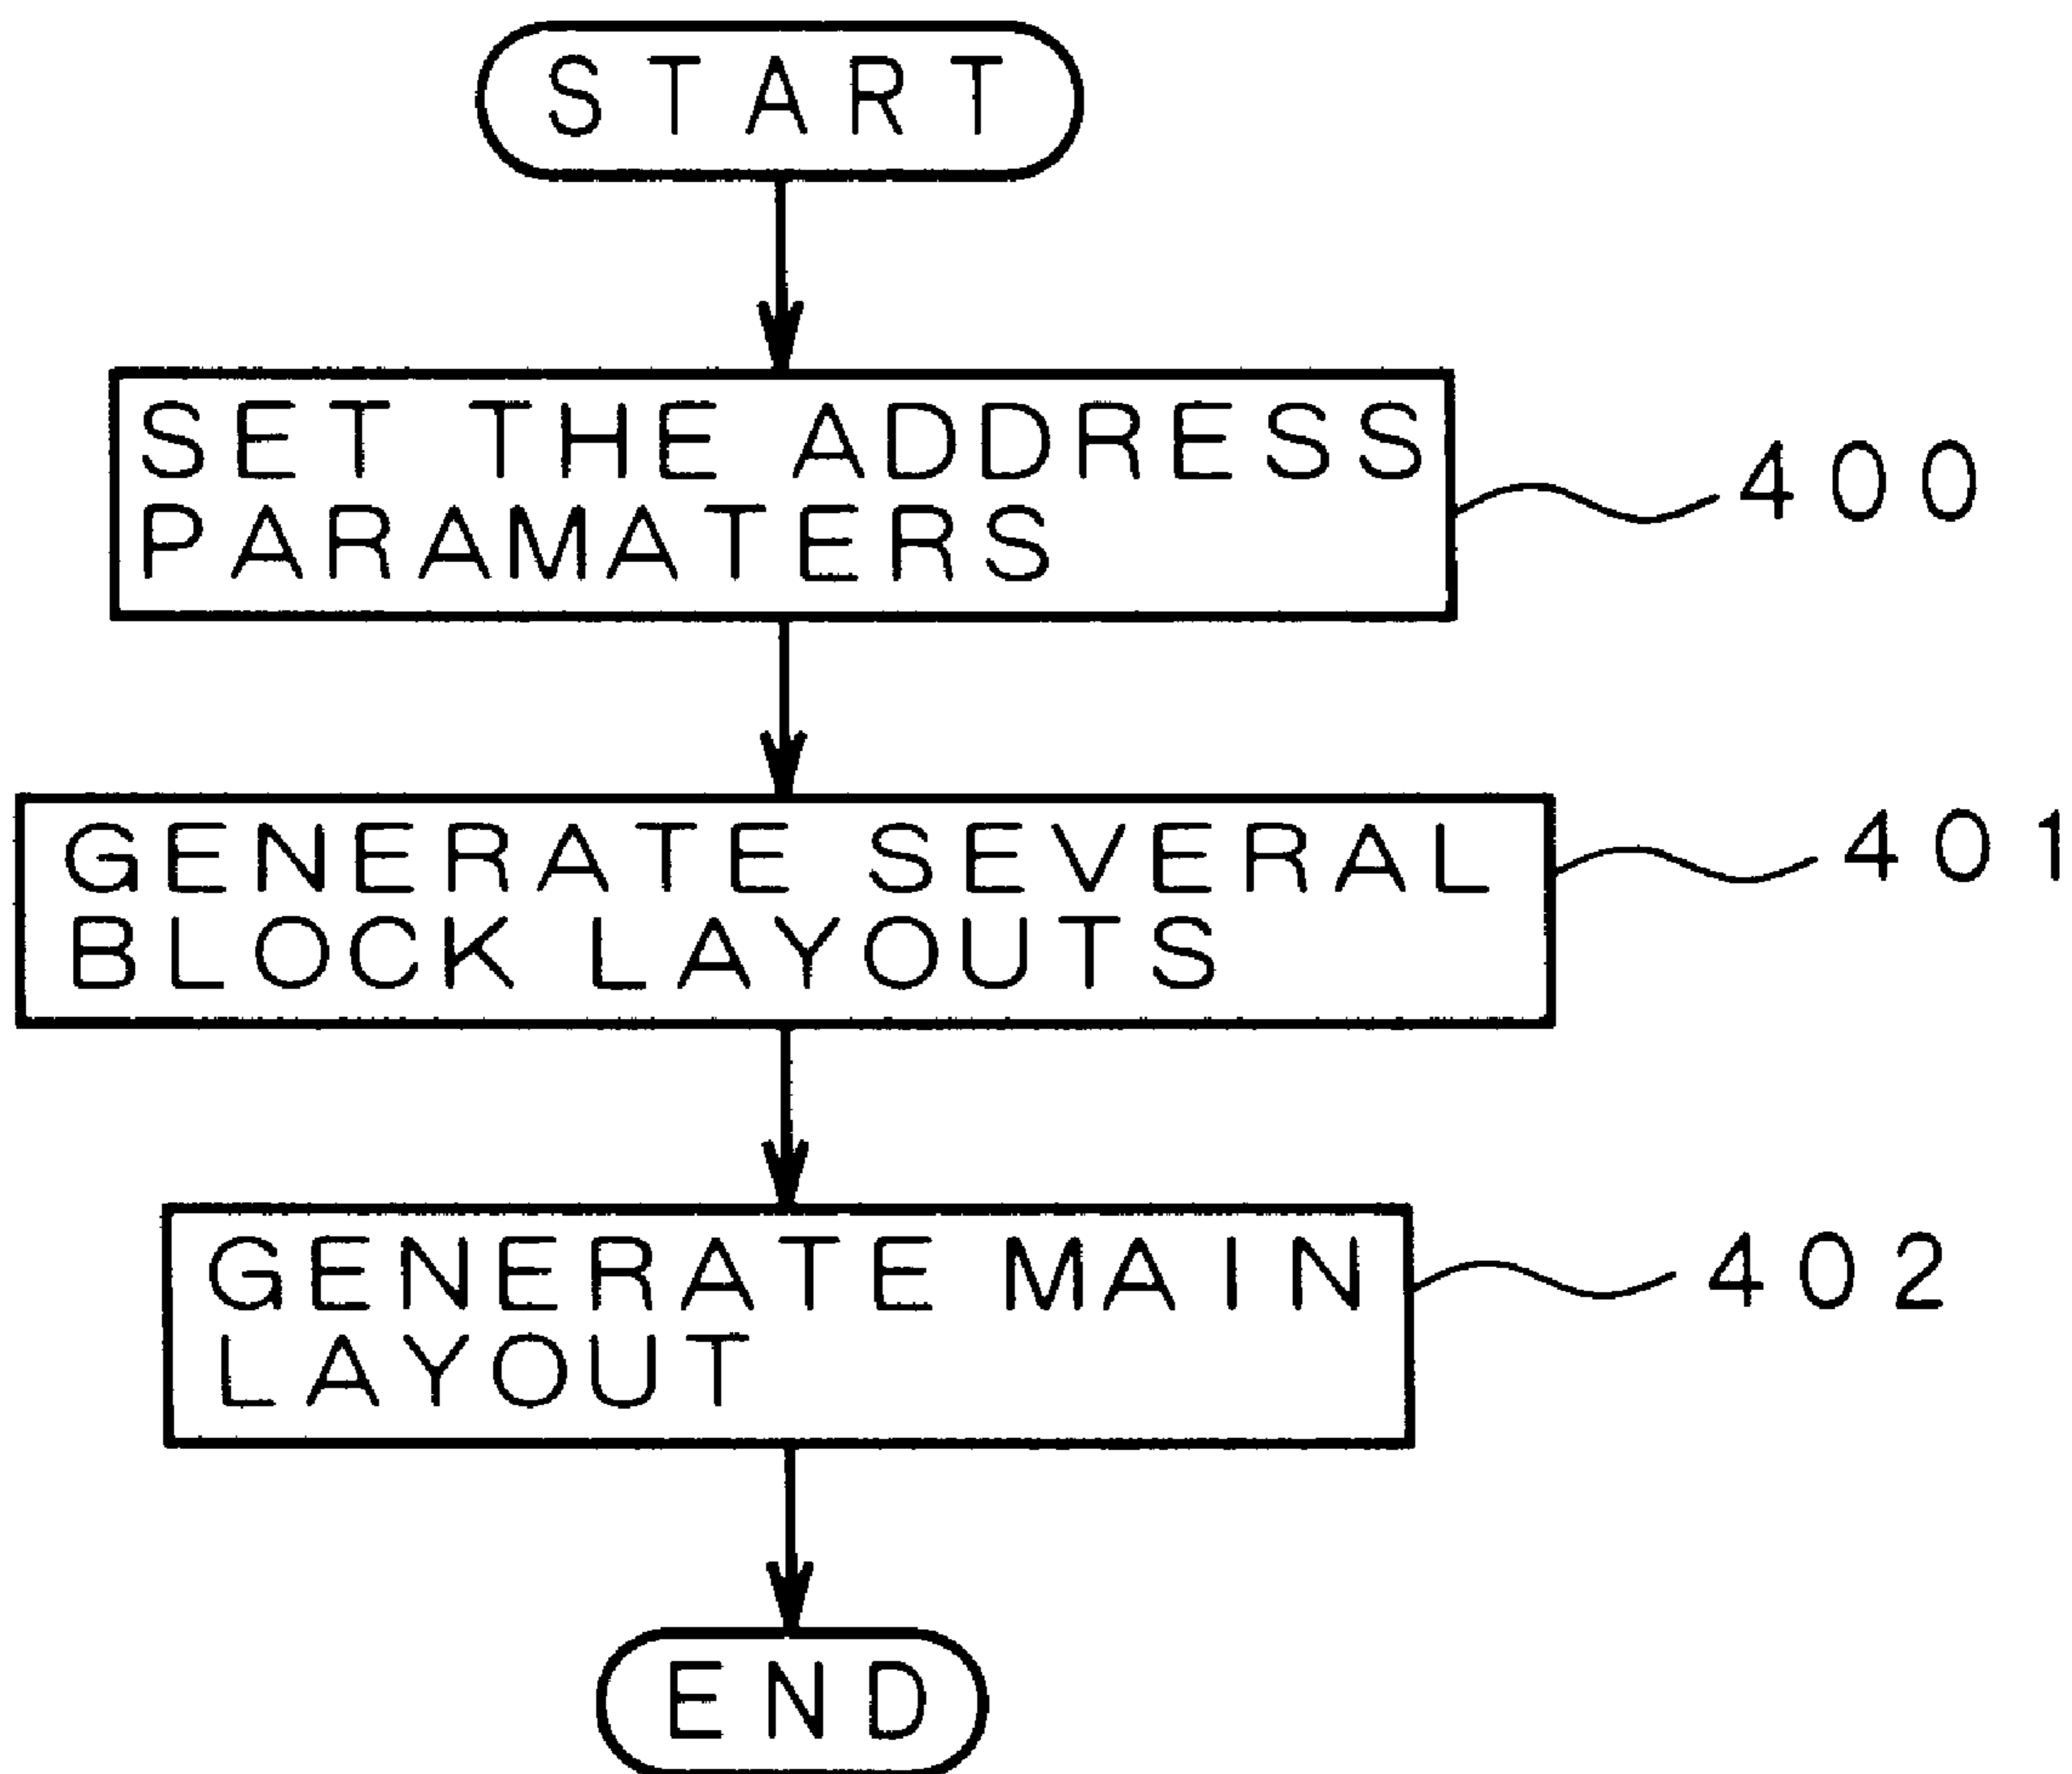 START
SET THE ADDRESS
PARAMATERS
400
GENERATE SEVERAL
BLOCK LAYOUTS
401
GENERATE MAIN
LAYOUT
402
END